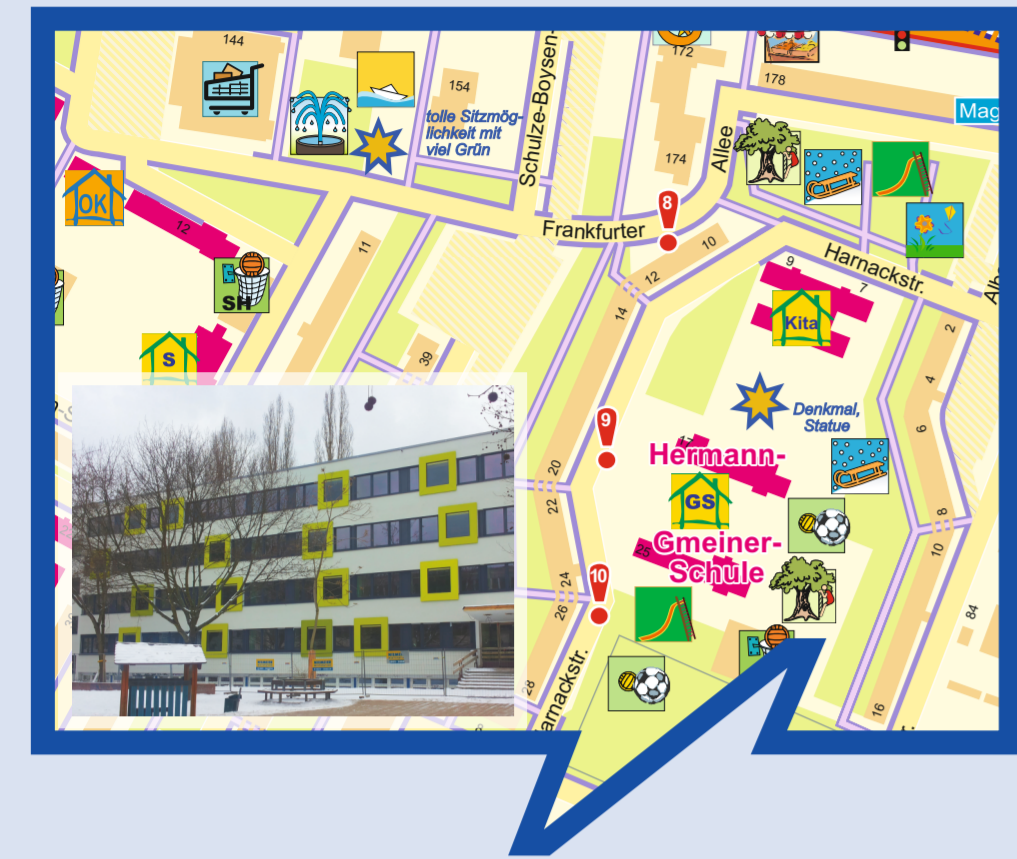 144
172
178
154
Mag
tolle Sitzmög-
lichkeit mit
viel Grün
Schulze-Boysen-
174
Allee
OK
12
8
Frankfurter
10
11
12
Harnackstr.
9
7
SH
14
Kita
2
S
39
4
Denkmal,
Statue
6
9
17
Hermann-
20
GS
22
8
25
Gmeiner-
Schule
10
10
24
26
84
28
arnackstr.
16